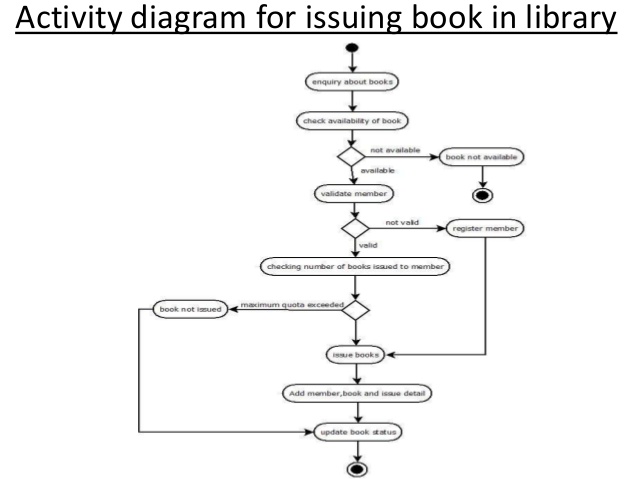 Activity diagram for issuing book in library
enquiry about books
check availability of book
not available
book not available
available
validate member
not valid
register member
valid
checking number of books issued to member
maximum quota exceeded
book not issued
issue books
Add member,book and issue detail
update book status